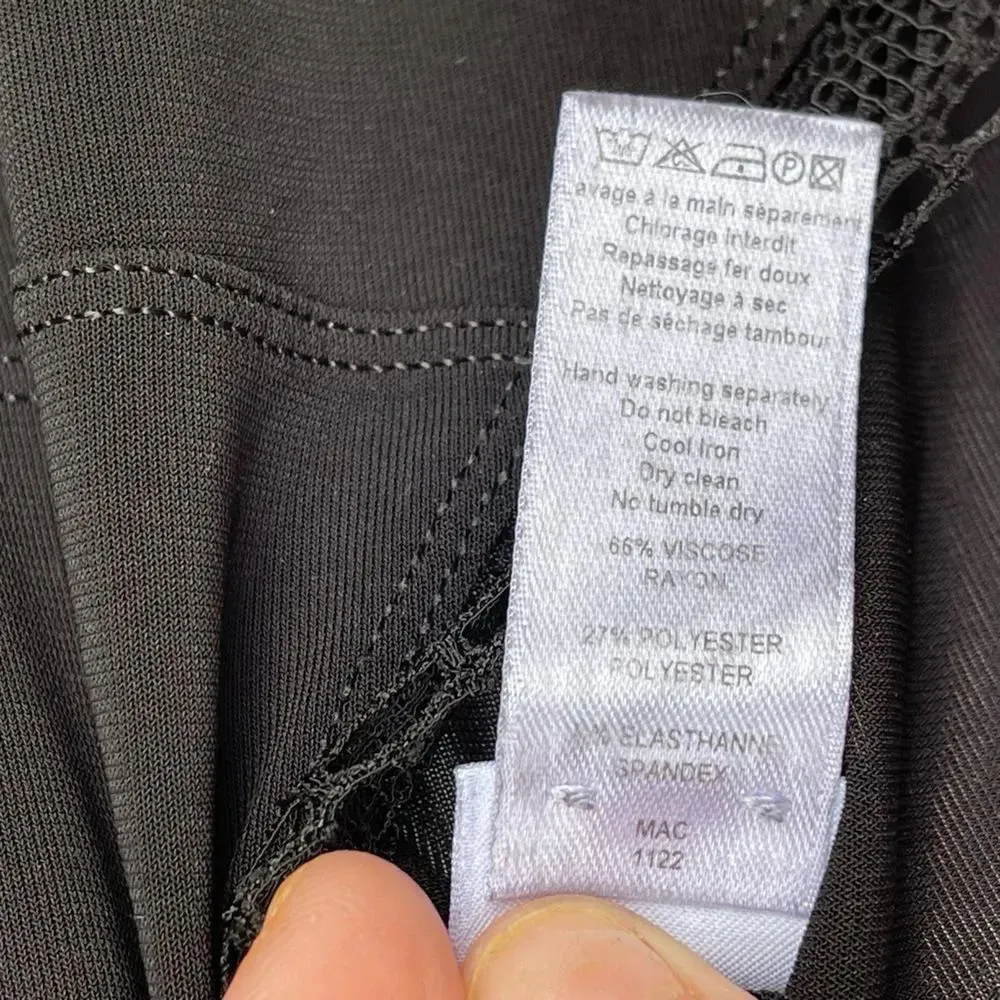 P
Lavage à la main séparement
Chlorage Interdit
Repassage fer doux
Nettoyage à sec
Pas de séchage tambour
Hand washing separately
Do not bleach
Cool Iron
Dry clean
No tumble dry
66% VISCOSE
RAYON
27% POLYESTER
POLYESTER
ELASTHANNE
SPANDEX
MAC
1122